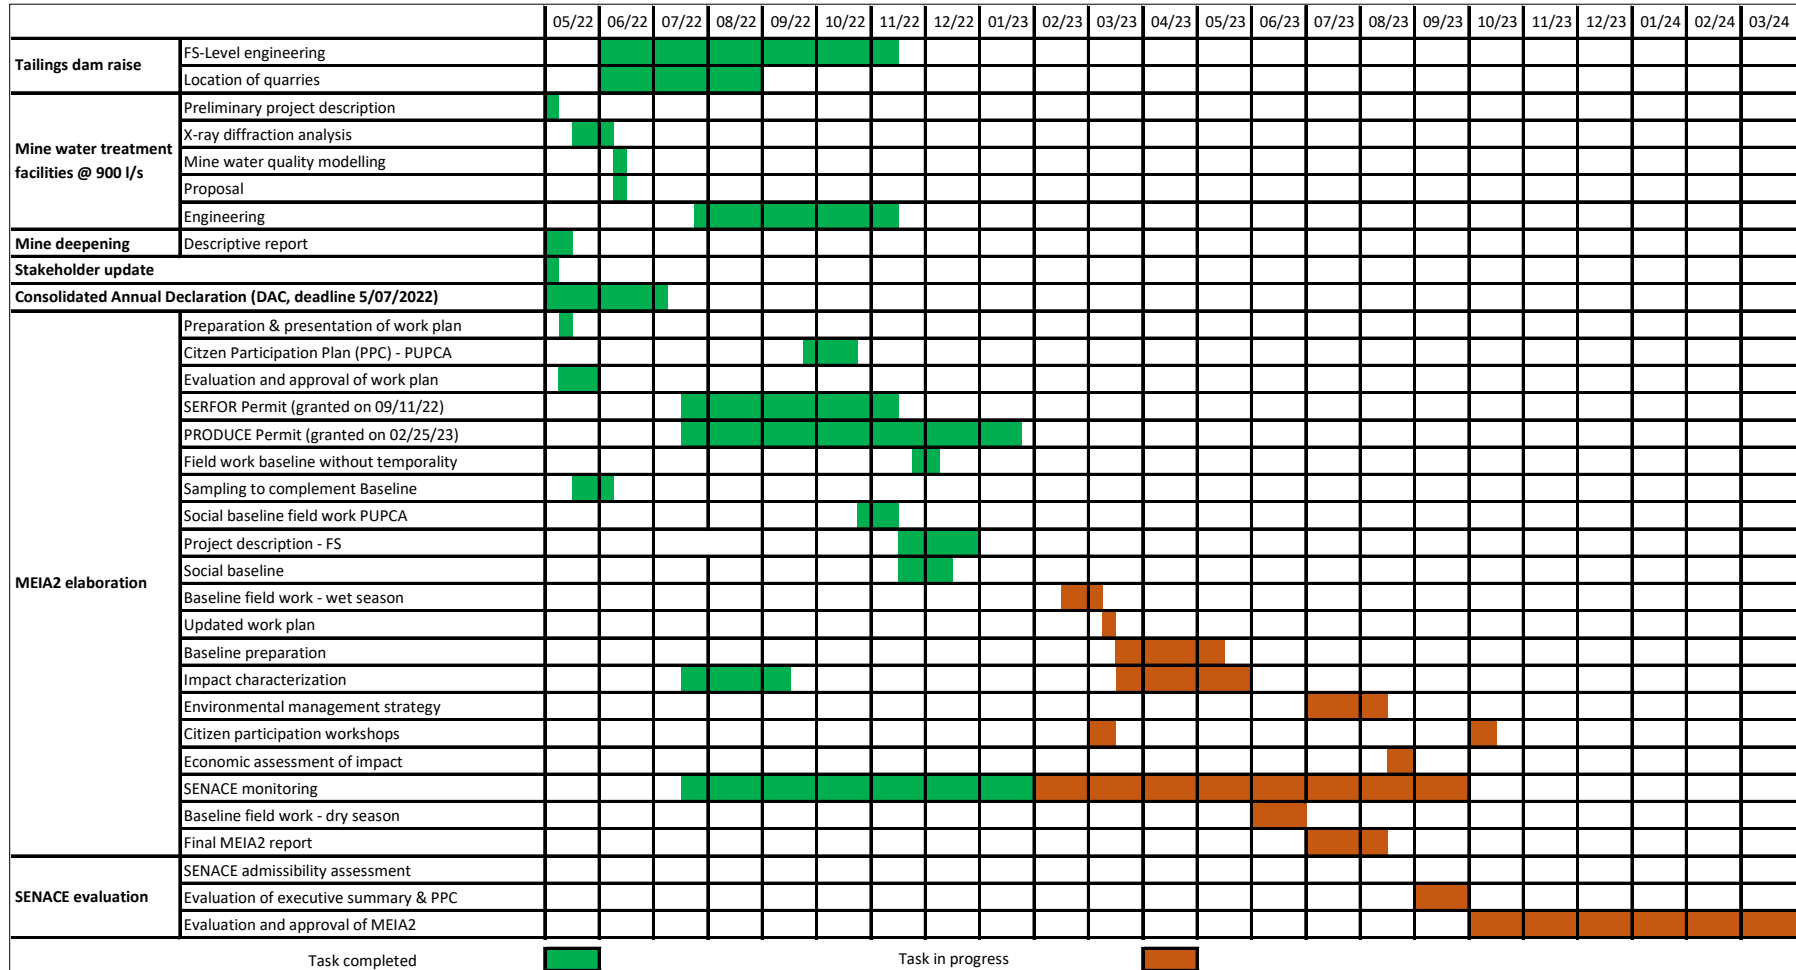 05/22 06/22 07/22 08/22 09/22 10/22 11/22 12/22 01/23 02/23 03/23 04/23 05/23 06/23 07/23 08/23 09/23 10/23 11/23 12/23 01/24 02/24 03/24
Tailings dam raise
FS-Level engineering
Location of quarries
Mine water treatment
facilities @ 900 l/s
Preliminary project description
X-ray diffraction analysis
Mine water quality modelling
Proposal
Engineering
Mine deepening
Descriptive report
Stakeholder update
Consolidated Annual Declaration (DAC, deadline 5/07/2022)
MEIA2 elaboration
Preparation & presentation of work plan
Citzen Participation Plan (PPC) - PUPCA
Evaluation and approval of work plan
SERFOR Permit (granted on 09/11/22)
PRODUCE Permit (granted on 02/25/23)
Field work baseline without temporality
Sampling to complement Baseline
Social baseline field work PUPCA
Project description - FS
Social baseline
Baseline field work - wet season
Updated work plan
Baseline preparation
Impact characterization
Environmental management strategy
Citizen participation workshops
Economic assessment of impact
SENACE monitoring
Baseline field work - dry season
Final MEIA2 report
SENACE evaluation
SENACE admissibility assessment
Evaluation of executive summary & PPC
Evaluation and approval of MEIA2
Task completed
Task in progress